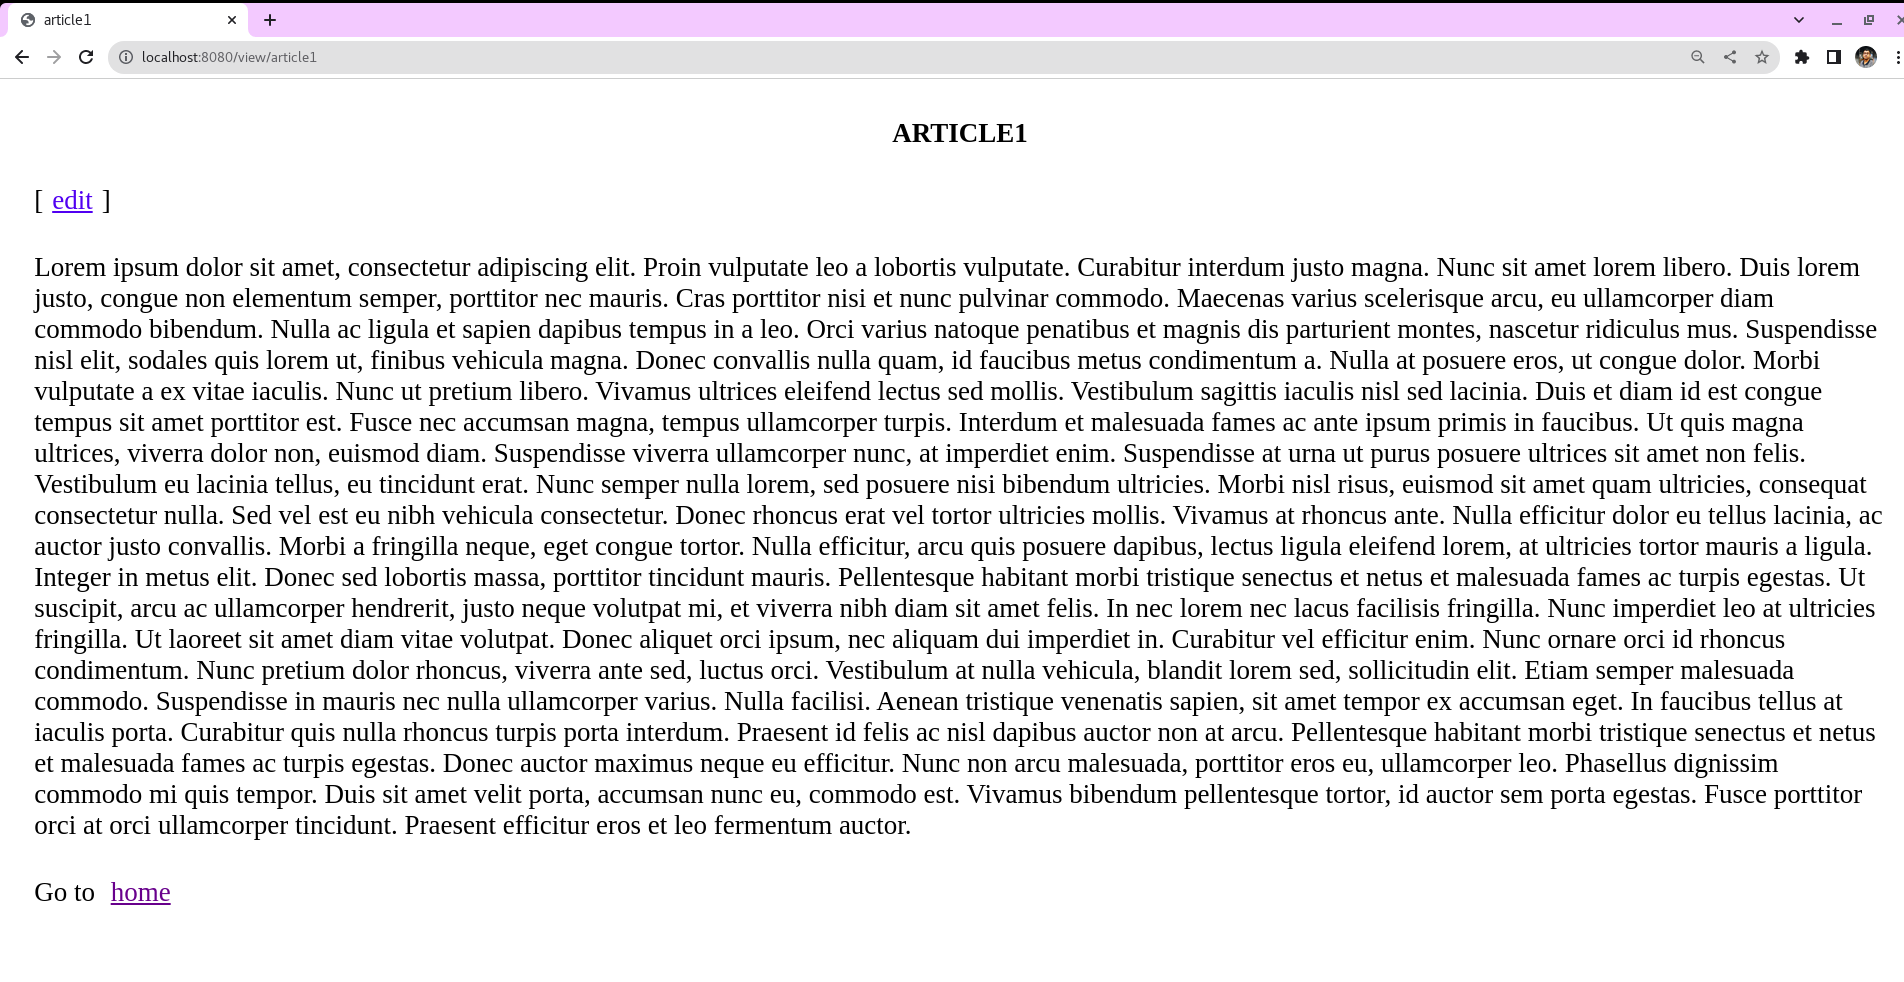 article1
localhost:8080/view/article1
ARTICLE1
[ edit ]
Lorem ipsum dolor sit amet, consectetur adipiscing elit. Proin vulputate leo a lobortis vulputate. Curabitur interdum justo magna. Nunc sit amet lorem libero. Duis lorem
justo, congue non elementum semper, porttitor nec mauris. Cras porttitor nisi et nunc pulvinar commodo. Maecenas varius scelerisque arcu, eu ullamcorper diam
commodo bibendum. Nulla ac ligula et sapien dapibus tempus in a leo. Orci varius natoque penatibus et magnis dis parturient montes, nascetur ridiculus mus. Suspendisse
nisl elit, sodales quis lorem ut, finibus vehicula magna. Donec convallis nulla quam, id faucibus metus condimentum a. Nulla at posuere eros, ut congue dolor. Morbi
vulputate a ex vitae iaculis. Nunc ut pretium libero. Vivamus ultrices eleifend lectus sed mollis. Vestibulum sagittis iaculis nisl sed lacinia. Duis et diam id est congue
tempus sit amet porttitor est. Fusce nec accumsan magna, tempus ullamcorper turpis. Interdum et malesuada fames ac ante ipsum primis in faucibus. Ut quis magna
ultrices, viverra dolor non, euismod diam. Suspendisse viverra ullamcorper nunc, at imperdiet enim. Suspendisse at urna ut purus posuere ultrices sit amet non felis.
Vestibulum eu lacinia tellus, eu tincidunt erat. Nunc semper nulla lorem, sed posuere nisi bibendum ultricies. Morbi nisl risus, euismod sit amet quam ultricies, consequat
consectetur nulla. Sed vel est eu nibh vehicula consectetur. Donec rhoncus erat vel tortor ultricies mollis. Vivamus at rhoncus ante. Nulla efficitur dolor eu tellus lacinia, ac
auctor justo convallis. Morbi a fringilla neque, eget congue tortor. Nulla efficitur, arcu quis posuere dapibus, lectus ligula eleifend lorem, at ultricies tortor mauris a ligula.
Integer in metus elit. Donec sed lobortis massa, porttitor tincidunt mauris. Pellentesque habitant morbi tristique senectus et netus et malesuada fames ac turpis egestas. Ut
suscipit, arcu ac ullamcorper hendrerit, justo neque volutpat mi, et viverra nibh diam sit amet felis. In nec lorem nec lacus facilisis fringilla. Nunc imperdiet leo at ultricies
fringilla. Ut laoreet sit amet diam vitae volutpat. Donec aliquet orci ipsum, nec aliquam dui imperdiet in. Curabitur vel efficitur enim. Nunc ornare orci id rhoncus
condimentum. Nunc pretium dolor rhoncus, viverra ante sed, luctus orci. Vestibulum at nulla vehicula, blandit lorem sed, sollicitudin elit. Etiam semper malesuada
commodo. Suspendisse in mauris nec nulla ullamcorper varius. Nulla facilisi. Aenean tristique venenatis sapien, sit amet tempor ex accumsan eget. In faucibus tellus at
iaculis porta. Curabitur quis nulla rhoncus turpis porta interdum. Praesent id felis ac nisl dapibus auctor non at arcu. Pellentesque habitant morbi tristique senectus et netus
et malesuada fames ac turpis egestas. Donec auctor maximus neque eu efficitur. Nunc non arcu malesuada, porttitor eros eu, ullamcorper leo. Phasellus dignissim
commodo mi quis tempor. Duis sit amet velit porta, accumsan nunc eu, commodo est. Vivamus bibendum pellentesque tortor, id auctor sem porta egestas. Fusce porttitor
orci at orci ullamcorper tincidunt. Praesent efficitur eros et leo fermentum auctor.
Go to home